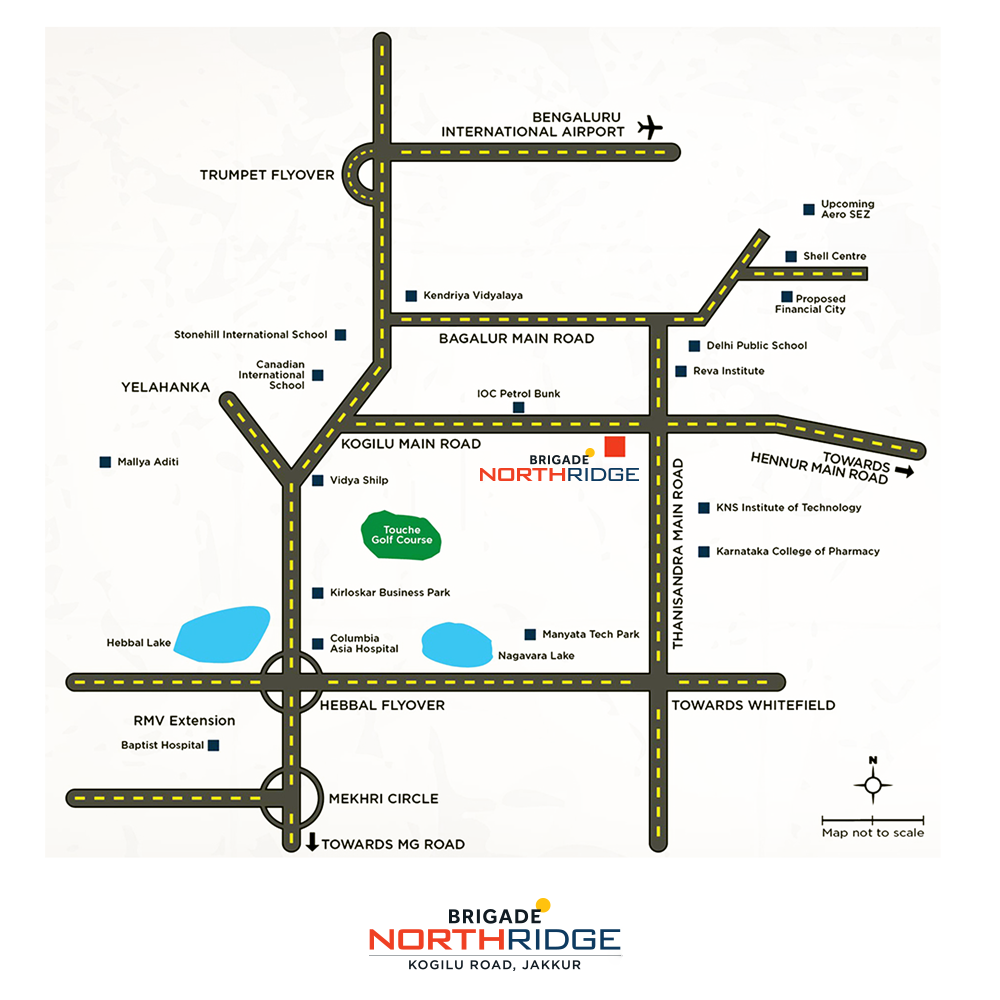 BENGALURU
INTERNATIONAL AIRPORT
TRUMPET FLYOVER
Upcoming
Aero SEZ
Shell Centre
Kendriya Vidyalaya
Proposed
Financial City
Stonehill International School
BAGALUR MAIN ROAD
Delhi Public School
Canadian
International
School
Reva Institute
YELAHANKA
IOC Petrol Bunk
KOGILU MAIN ROAD
TOWARDS
HENNUR MAIN ROAD
BRIGADE
NORTHRIDGE
Mallya Aditi
Vidya Shilp
THANISANDRA MAIN ROAD
KNS Institute of Technology
Touche
Golf Course
Karnataka College of Pharmacy
Kirloskar Business Park
Hebbal Lake
Columbia
Asia Hospital
Manyata Tech Park
Nagavara Lake
HEBBAL FLYOVER
TOWARDS WHITEFIELD
RMV Extension
Baptist Hospital
N
MEKHRI CIRCLE
Map not to scale
TOWARDS MG ROAD
BRIGADE
NORTHRIDGE
KOGILU ROAD, JAKKUR